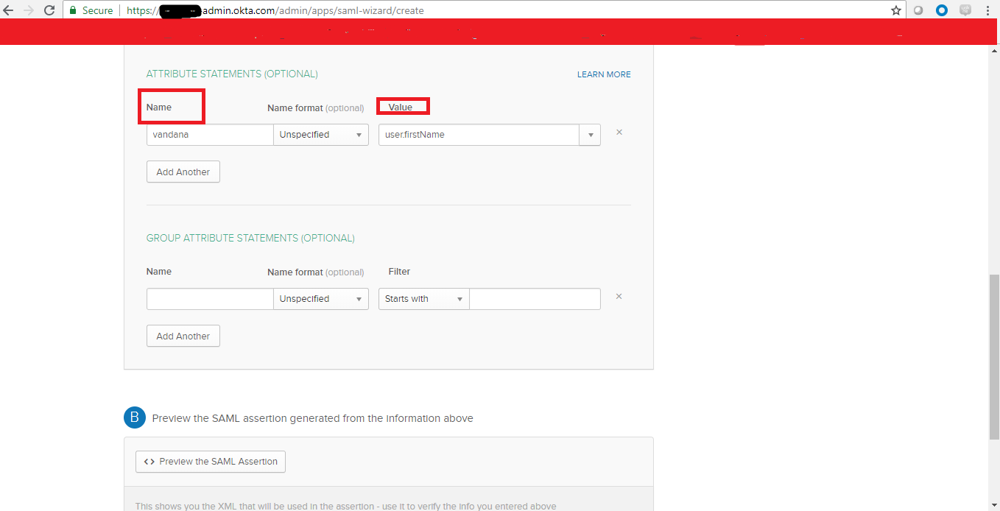 Secure https:// admin.okta.com/admin/apps/saml-wizard/create
ATTRIBUTE STATEMENTS (OPTIONAL) LEARN MORE
Name Name format (optional) Value
vandana Unspecified user.firstName
Add Another
GROUP ATTRIBUTE STATEMENTS (OPTIONAL)
Name Name format (optional) Filter
Unspecified Starts with
Add Another
B Preview the SAML assertion generated from the information above
<> Preview the SAML Assertion
This shows you the XML that will be used in the assertion - use it to verify the info you entered above